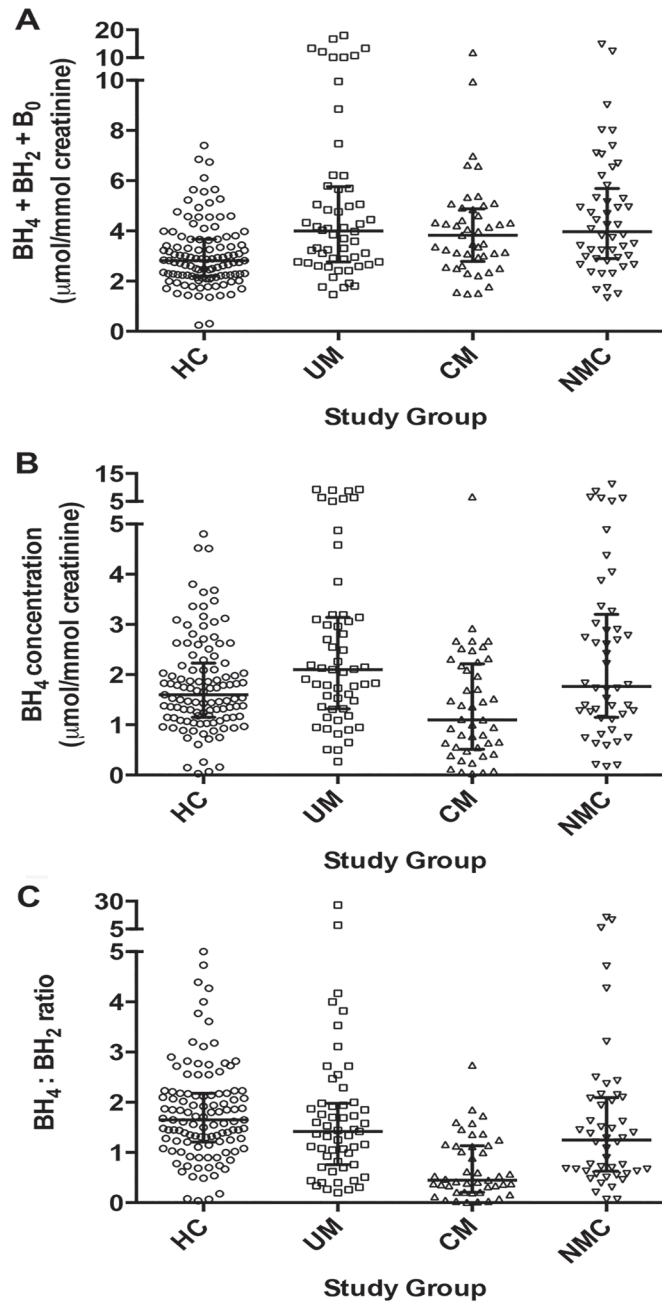 A
BH4 + BH2 + B0
(µmol/mmol creatinine)
20
10
10
8
6
4
2
0
HC
UM
CM
NMC
Study Group
B
BH4 concentration
(µmol/mmol creatinine)
15
5
5
4
3
2
1
0
HC
UM
CM
NMC
Study Group
C
BH4 : BH2 ratio
30
5
5
4
3
2
1
0
HC
UM
CM
NMC
Study Group